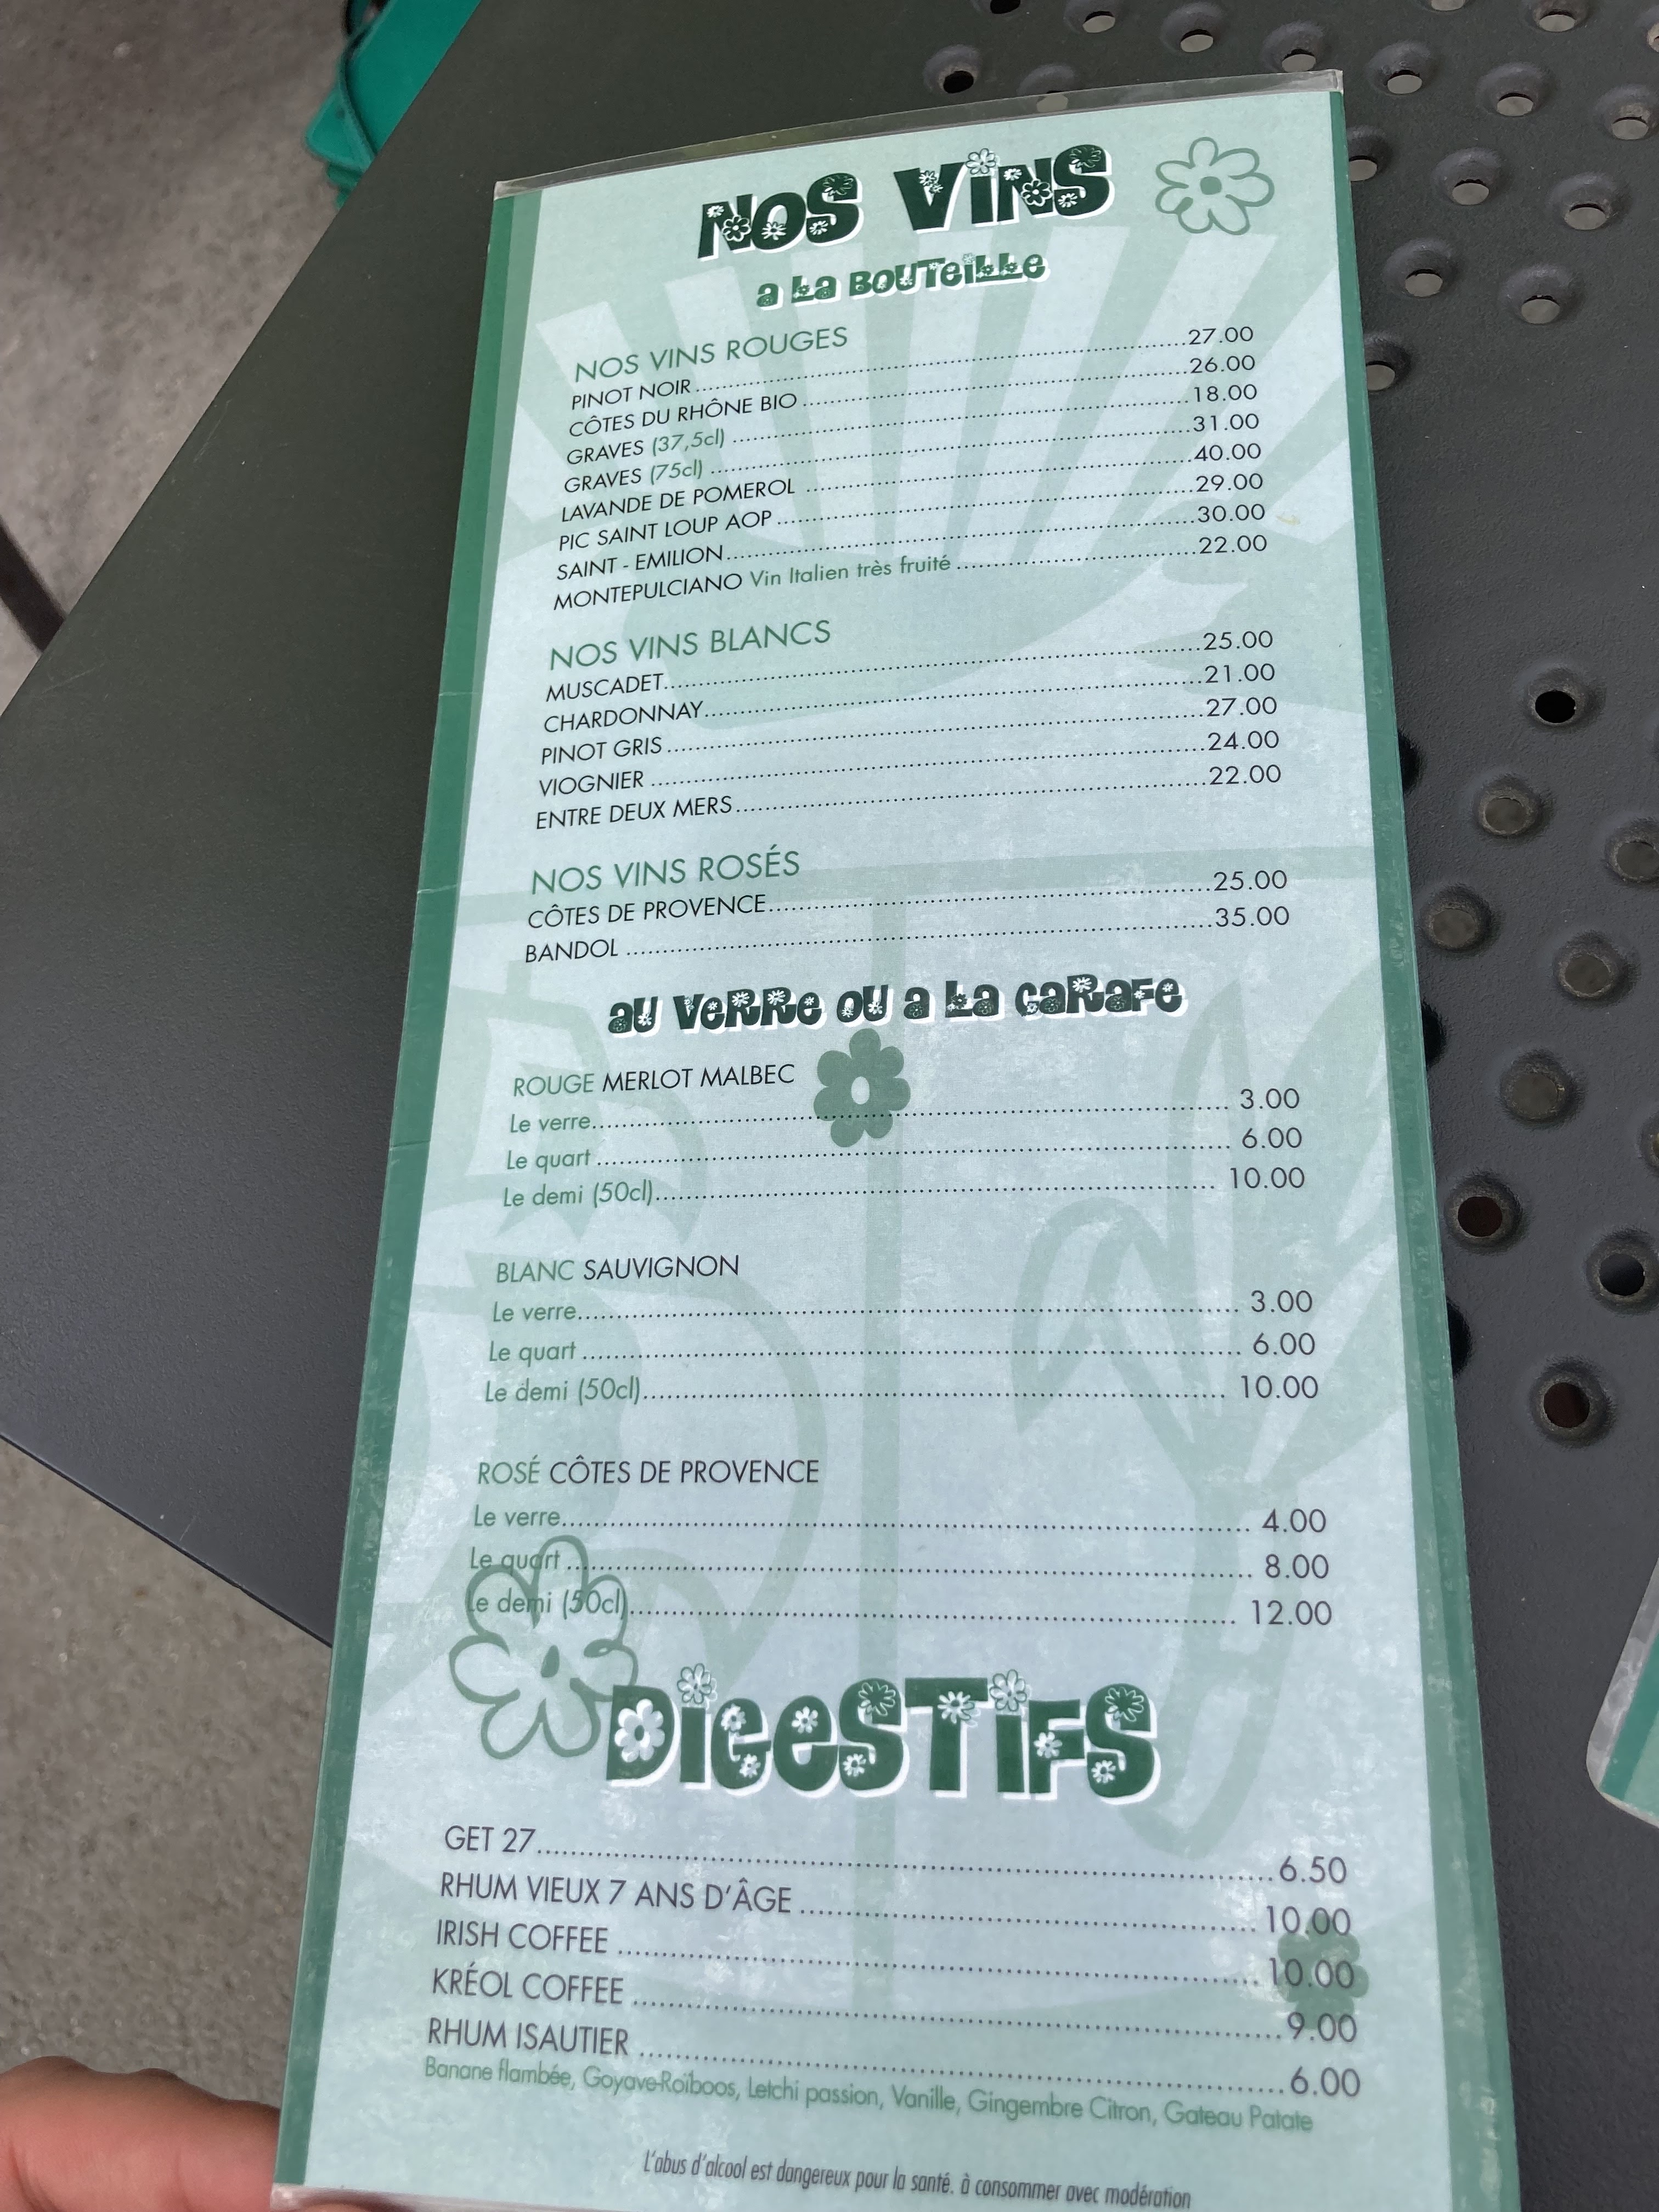 NOS VINS
A LA BOUTEILLE
NOS VINS ROUGES
PINOT NOIR 27.00
CÔTES DU RHÔNE BIO 26.00
GRAVES (37,5cl) 18.00
GRAVES (75cl) 31.00
LAVANDE DE POMEROL 40.00
PIC SAINT LOUP AOP 29.00
SAINT - EMILION 30.00
MONTEPULCIANO Vin Italien très fruité 22.00
NOS VINS BLANCS
MUSCADET 25.00
CHARDONNAY 21.00
PINOT GRIS 27.00
VIOGNIER 24.00
ENTRE DEUX MERS 22.00
NOS VINS ROSÉS
CÔTES DE PROVENCE 25.00
BANDOL 35.00
AU VERRE OU A LA CARAFE
ROUGE MERLOT MALBEC
Le verre 3.00
Le quart 6.00
Le demi (50cl) 10.00
BLANC SAUVIGNON
Le verre 3.00
Le quart 6.00
Le demi (50cl) 10.00
ROSÉ CÔTES DE PROVENCE
Le verre 4.00
Le quart 8.00
Le demi (50cl) 12.00
DIGESTIFS
GET 27 6.50
RHUM VIEUX 7 ANS D'ÂGE 10.00
IRISH COFFEE 10.00
KRÉOL COFFEE 9.00
RHUM ISAUTIER 6.00
Banane flambée, Goyave-Roïboos, Letchi passion, Vanille, Gingembre Citron, Gateau Patate
L'abus d'alcool est dangereux pour la santé. à consommer avec modération